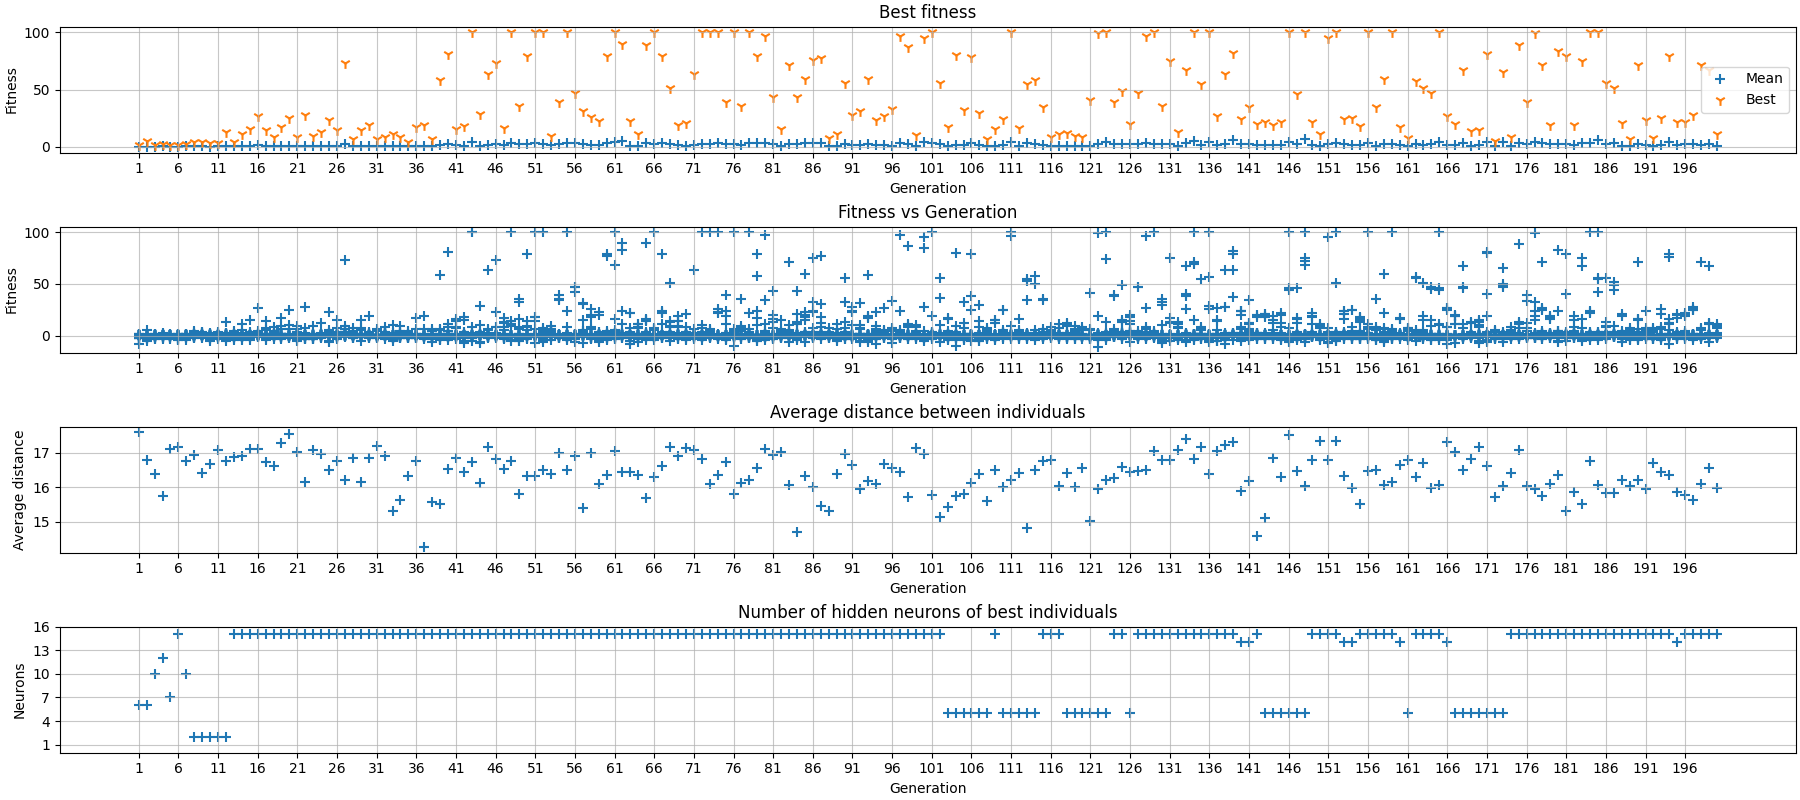 Best fitness
100
50
0
Fitness
Mean
Best
1 6 11 16 21 26 31 36 41 46 51 56 61 66 71 76 81 86 91 96 101 106 111 116 121 126 131 136 141 146 151 156 161 166 171 176 181 186 191 196
Generation
Fitness vs Generation
100
50
0
Fitness
1 6 11 16 21 26 31 36 41 46 51 56 61 66 71 76 81 86 91 96 101 106 111 116 121 126 131 136 141 146 151 156 161 166 171 176 181 186 191 196
Generation
Average distance between individuals
17
16
15
Average distance
1 6 11 16 21 26 31 36 41 46 51 56 61 66 71 76 81 86 91 96 101 106 111 116 121 126 131 136 141 146 151 156 161 166 171 176 181 186 191 196
Generation
Number of hidden neurons of best individuals
16
13
10
7
4
1
Neurons
1 6 11 16 21 26 31 36 41 46 51 56 61 66 71 76 81 86 91 96 101 106 111 116 121 126 131 136 141 146 151 156 161 166 171 176 181 186 191 196
Generation